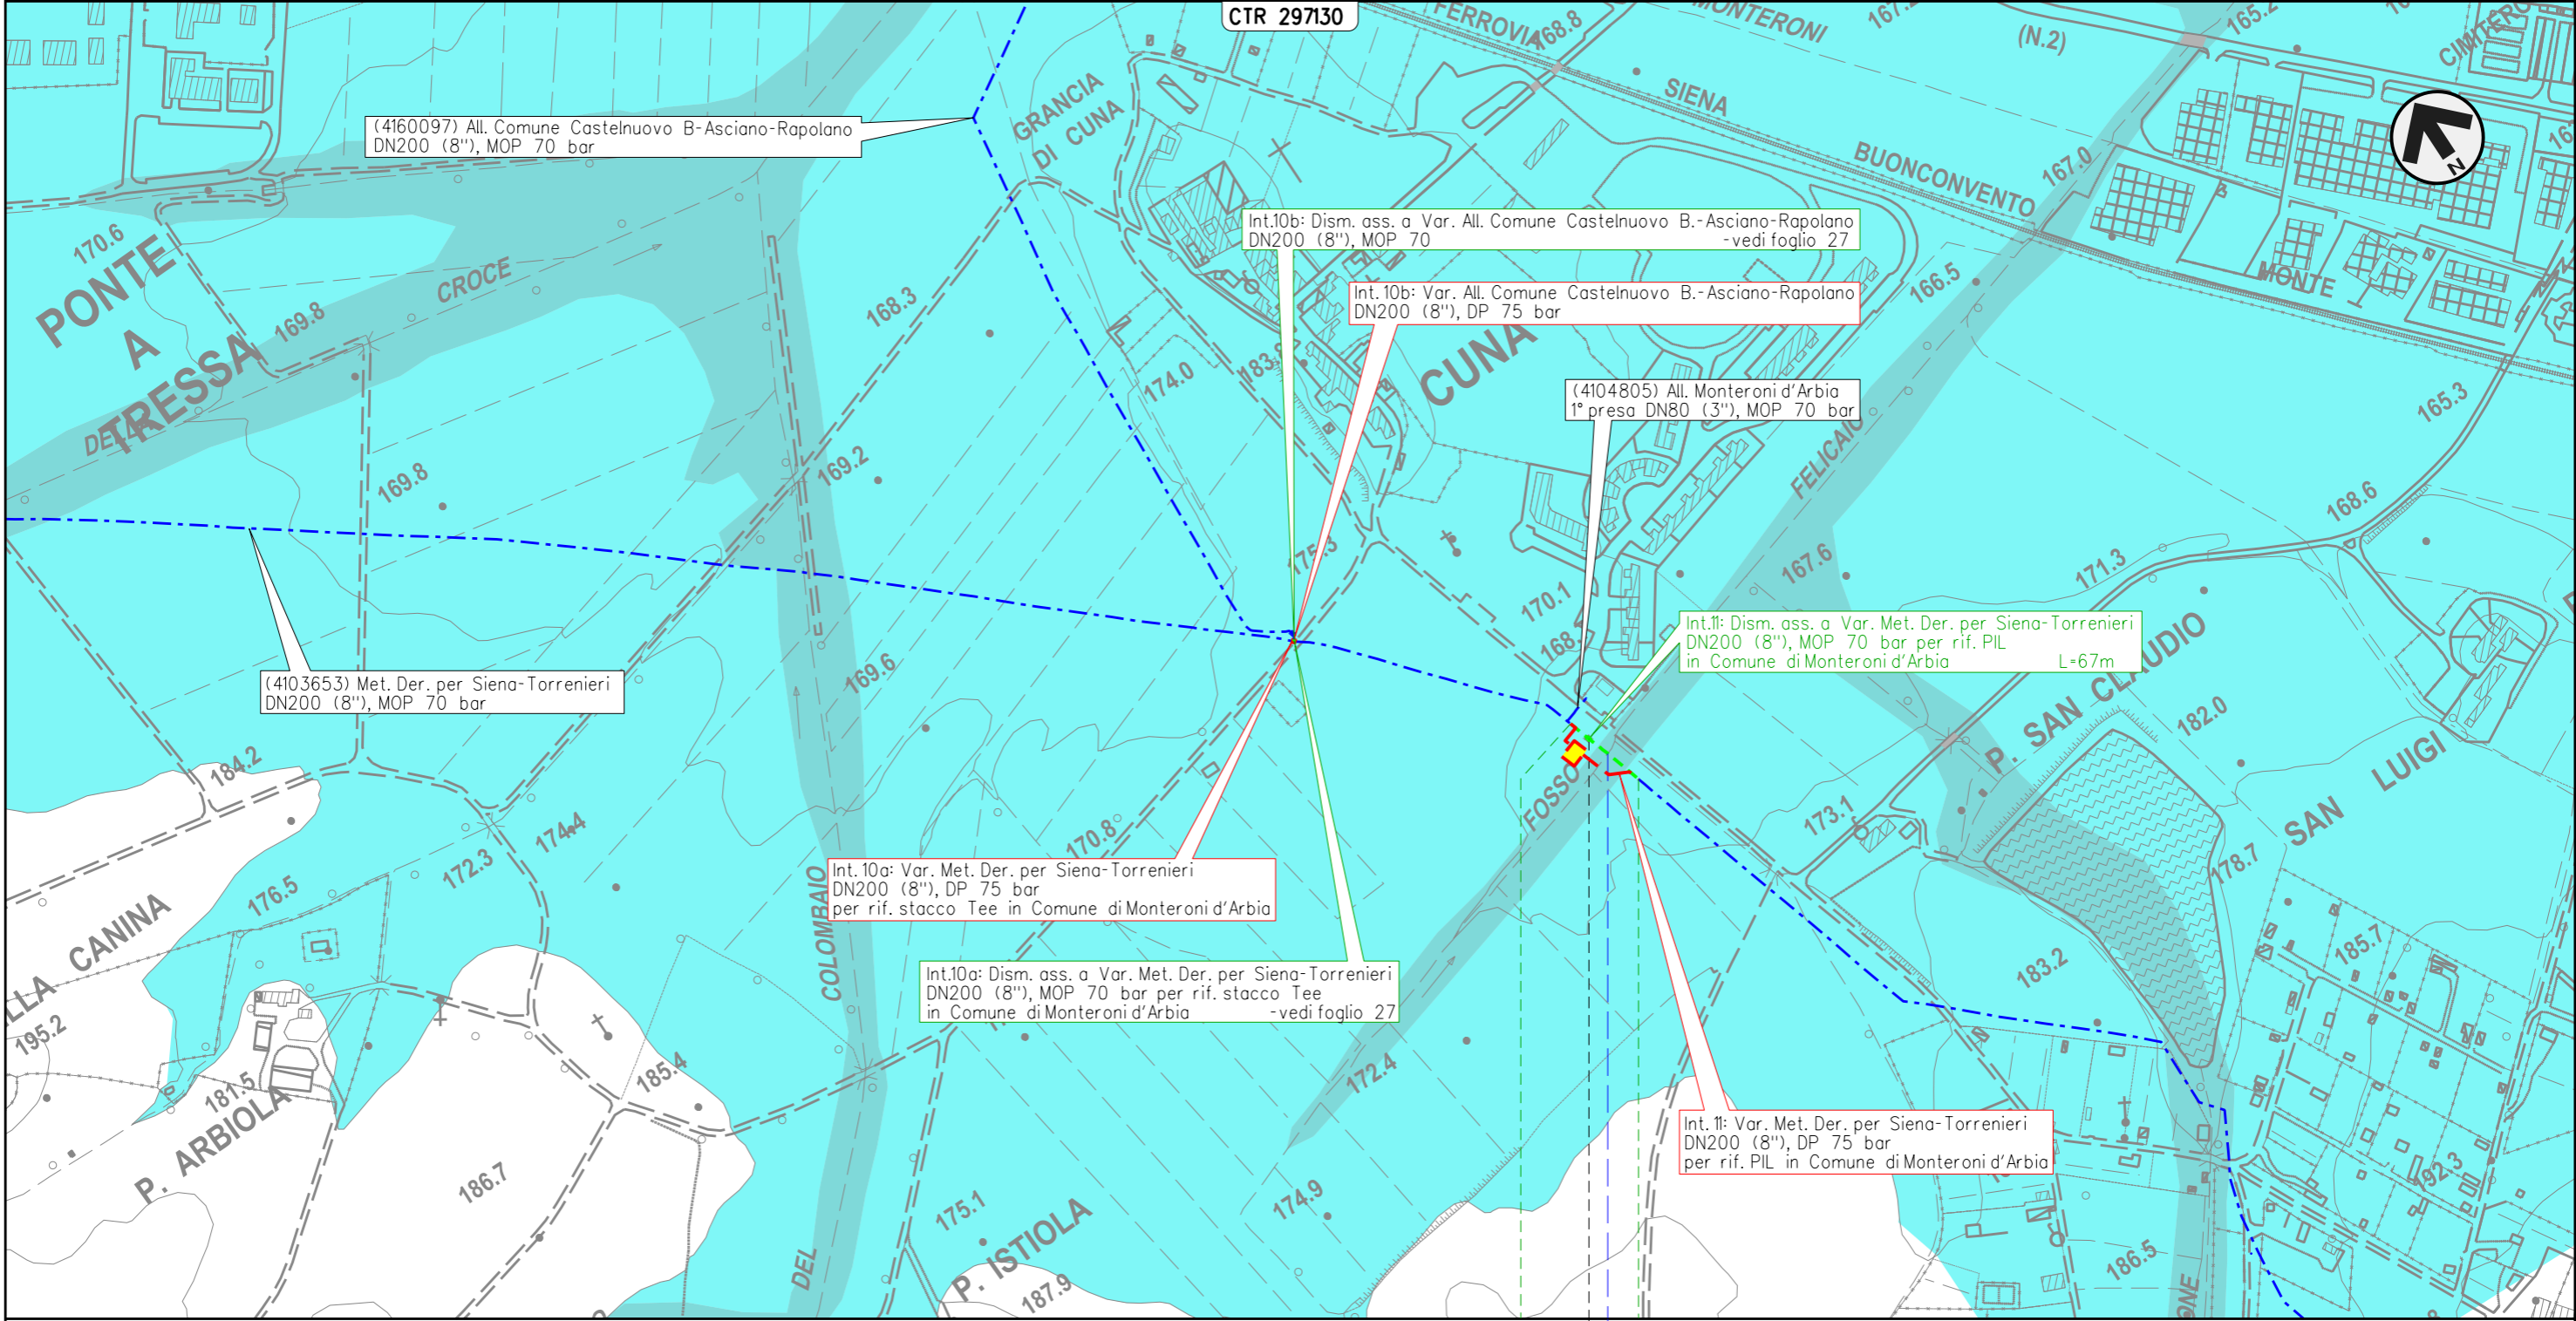 CTR 297130
FERROVIA
168.8
MONTERONI
(N.2)
165.2
CIMITERO
SIENA
GRANCIA
DI CUNA
(4160097) All. Comune Castelnuovo B-Asciano-Rapolano
DN200 (8"), MOP 70 bar
BUONCONVENTO
167.0
N
170.6
PONTE
A
TRESSA
CROCE
169.8
168.3
Int.10b: Dism. ass. a Var. All. Comune Castelnuovo B.-Asciano-Rapolano
DN200 (8"), MOP 70 -vedi foglio 27
166.5
MONTE
Int. 10b: Var. All. Comune Castelnuovo B.-Asciano-Rapolano
DN200 (8"), DP 75 bar
174.0
CUNA
(4104805) All. Monteroni d'Arbia
1° presa DN80 (3"), MOP 70 bar
165.3
169.8
169.2
FELICAIO
168.6
167.6
171.3
170.1
Int.11: Dism. ass. a Var. Met. Der. per Siena-Torrenieri
DN200 (8"), MOP 70 bar per rif. PIL
in Comune di Monteroni d'Arbia L=67m
(4103653) Met. Der. per Siena-Torrenieri
DN200 (8"), MOP 70 bar
169.6
P. SAN CLAUDIO
182.0
184.2
FOSSO
SAN LUIGI
174.4
172.3
170.8
173.1
178.7
Int. 10a: Var. Met. Der. per Siena-Torrenieri
DN200 (8"), DP 75 bar
per rif. stacco Tee in Comune di Monteroni d'Arbia
176.5
CANINA
COLOMBAIO
185.7
183.2
Int.10a: Dism. ass. a Var. Met. Der. per Siena-Torrenieri
DN200 (8"), MOP 70 bar per rif. stacco Tee
in Comune di Monteroni d'Arbia -vedi foglio 27
195.2
181.5
P. ARBIOLA
185.4
172.4
Int. 11: Var. Met. Der. per Siena-Torrenieri
DN200 (8"), DP 75 bar
per rif. PIL in Comune di Monteroni d'Arbia
186.7
175.1
174.9
192.3
P. ISTIOLA
187.9
DEL
186.5